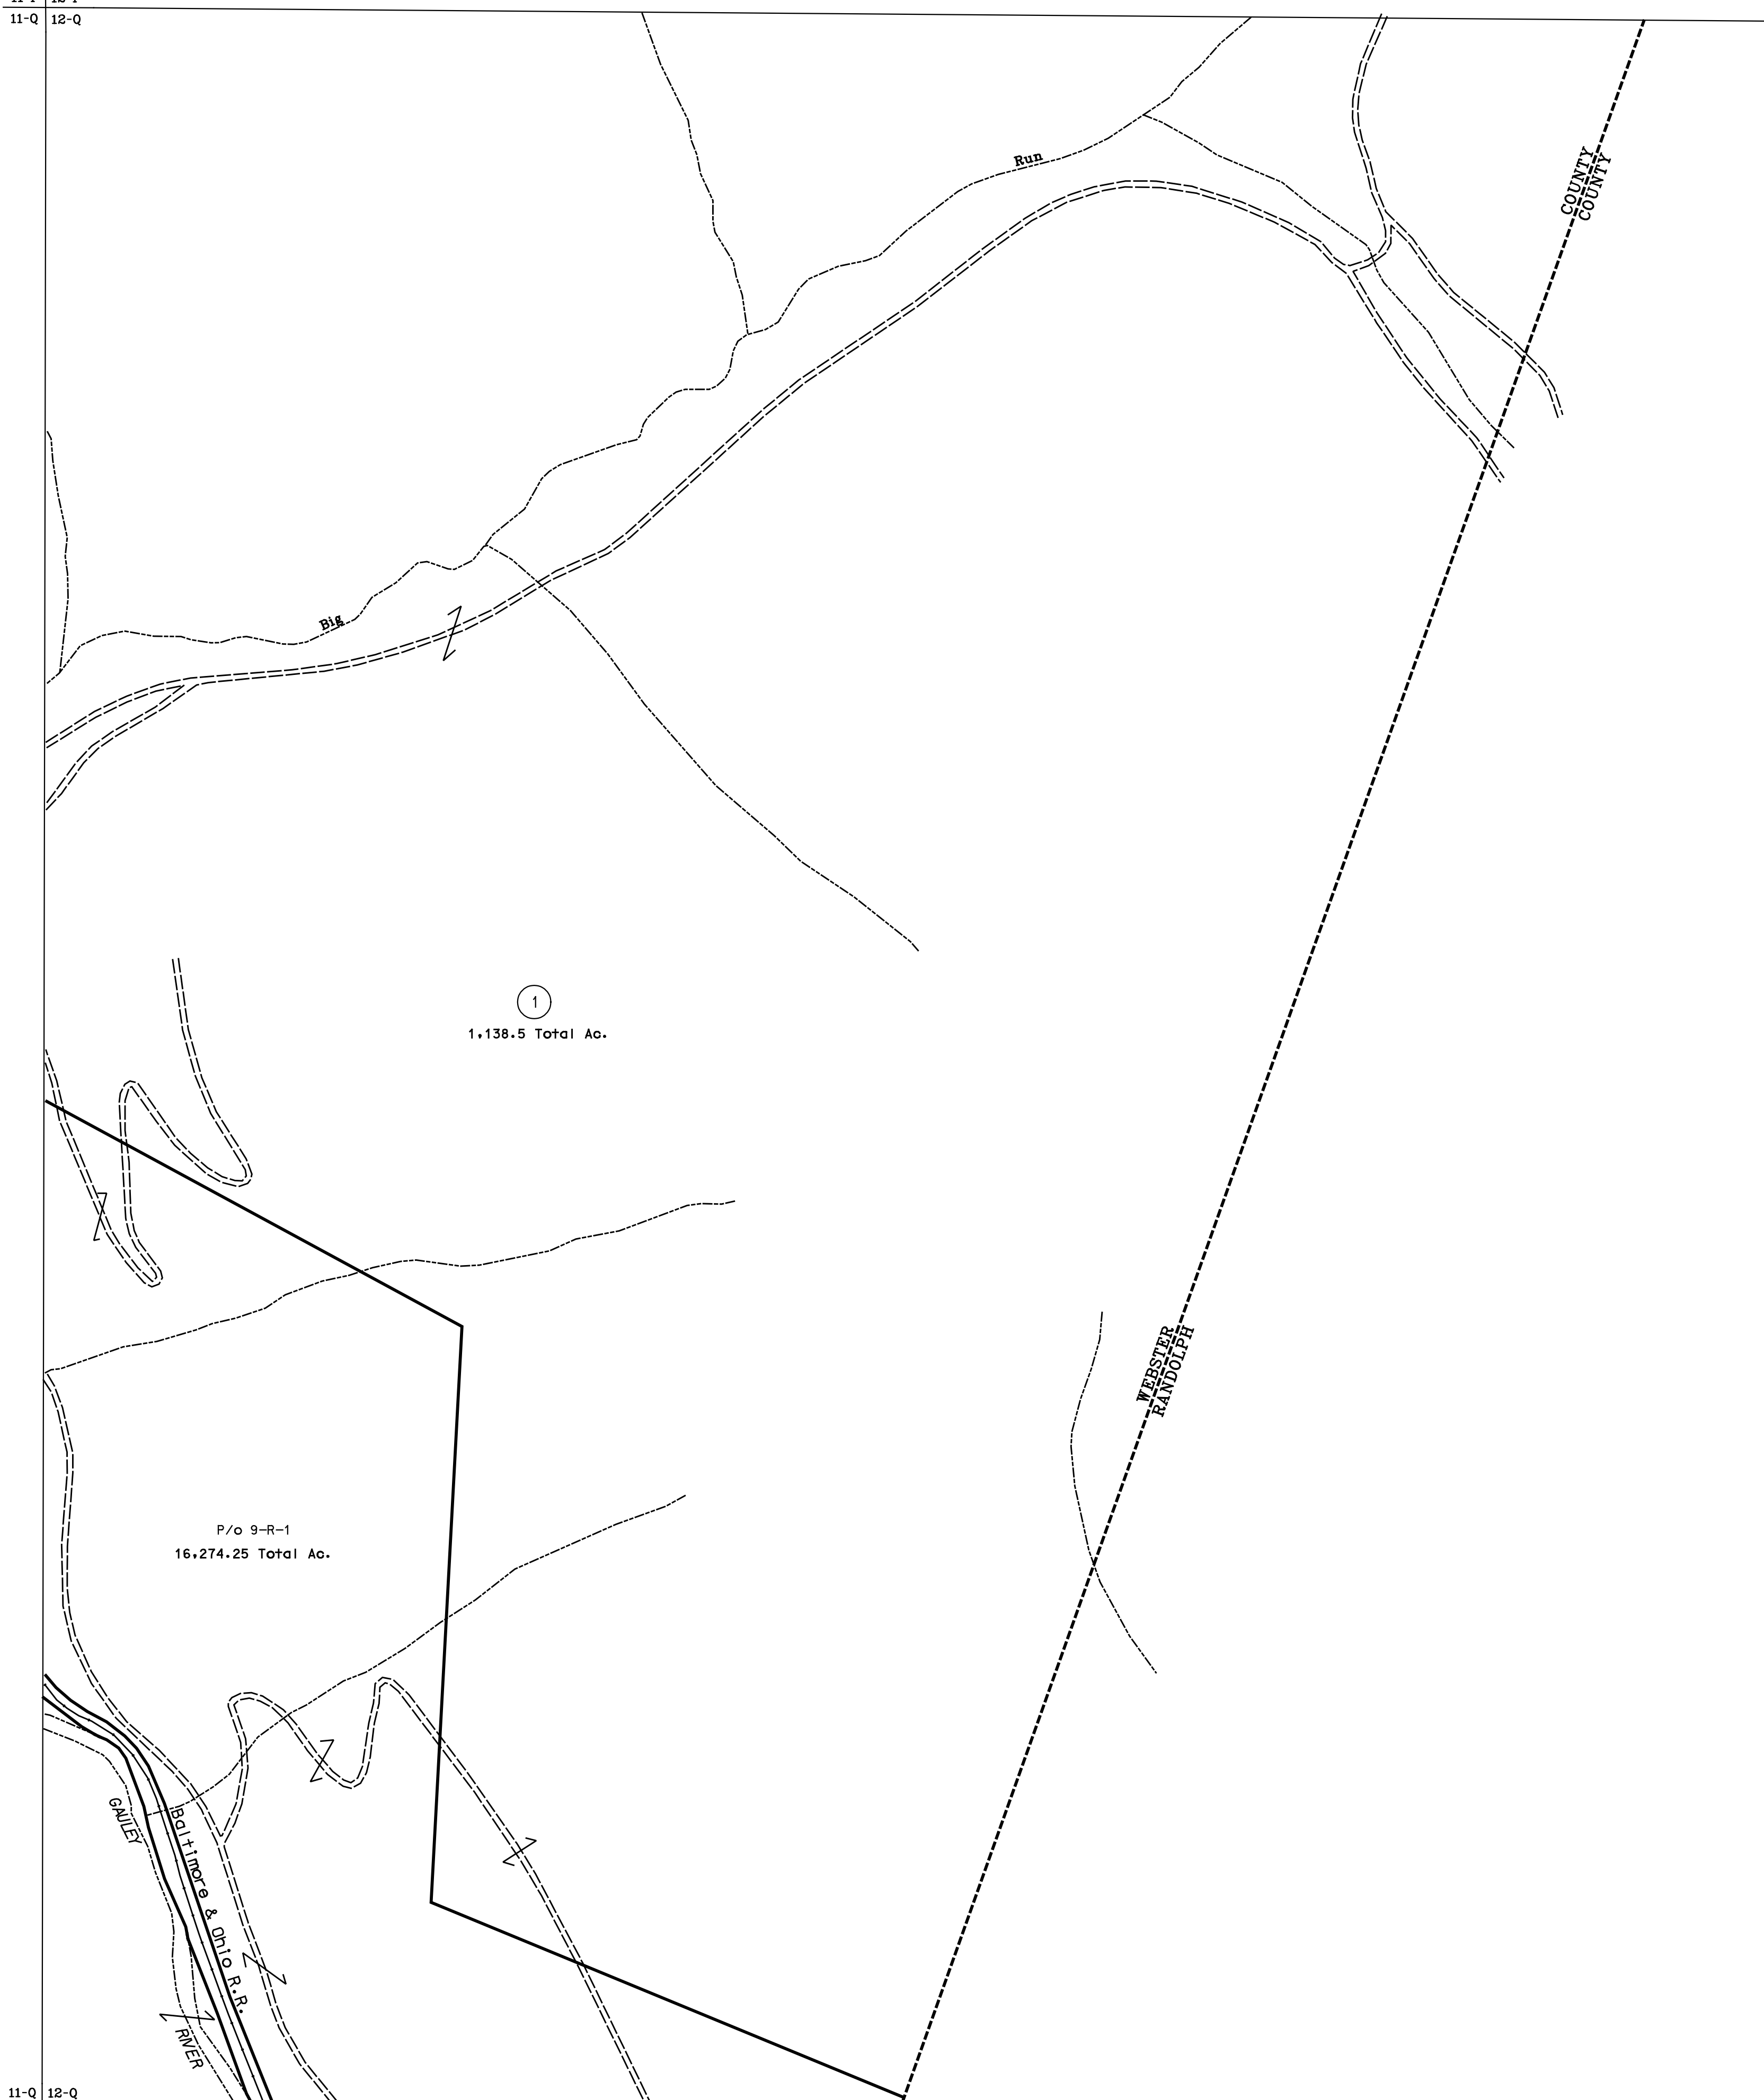 11-Q 12-Q
Run
COUNTY
COUNTY
Big
1
1,138.5 Total Ac.
WEBSTER
RANDOLPH
P/o 9-R-1
16,274.25 Total Ac.
GAULEY
Baltimore & Ohio R.R.
RIVER
11-Q 12-Q